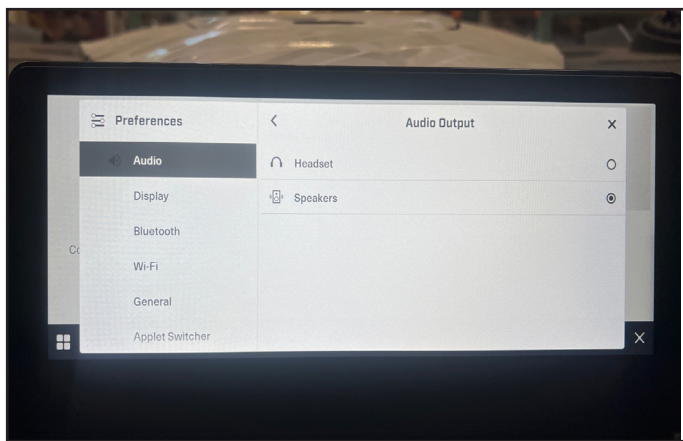 Preferences
Audio Output
Audio
Headset
Display
Speakers
Bluetooth
Wi-Fi
General
Applet Switcher